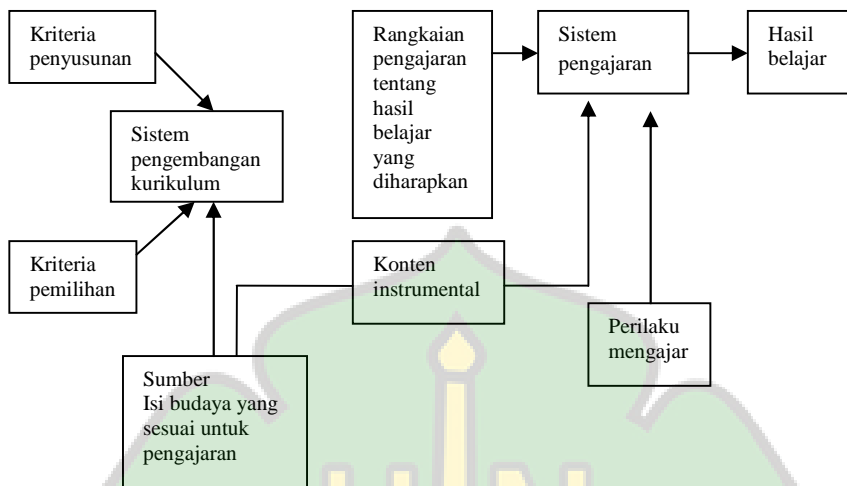 Kriteria
penyusunan
Rangkaian
pengajaran
tentang
hasil
belajar
yang
diharapkan
Sistem
pengajaran
Hasil
belajar
Sistem
pengembangan
kurikulum
Kriteria
pemilihan
Konten
instrumental
Perilaku
mengajar
Sumber
Isi budaya yang
sesuai untuk
pengajaran